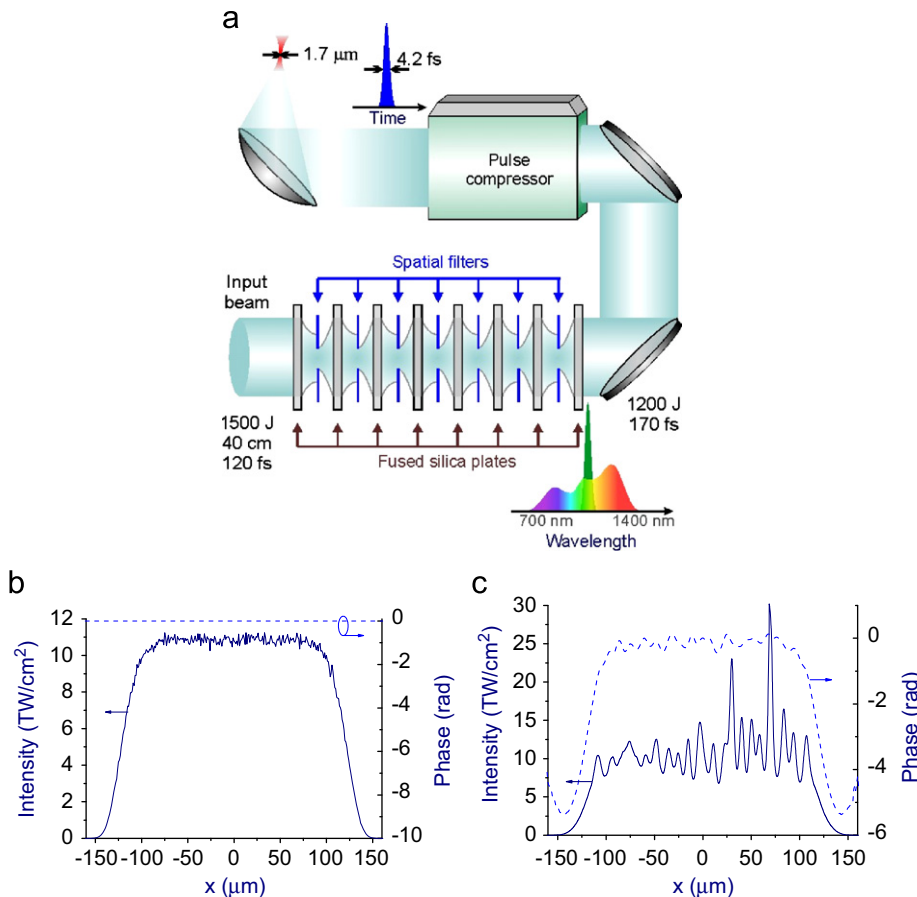 a
1.7 μm
4.2 fs
Time
Pulse
compressor
Spatial filters
Input
beam
1500 J
40 cm
120 fs
Fused silica plates
1200 J
170 fs
700 nm
1400 nm
Wavelength
b
12
10
8
6
4
2
0
Intensity (TW/cm²)
0
-2
-4
-6
-8
-10
Phase (rad)
-150 -100 -50 0 50 100 150
x (μm)
c
30
25
20
15
10
5
0
Intensity (TW/cm²)
0
-2
-4
-6
Phase (rad)
-150 -100 -50 0 50 100 150
x (μm)